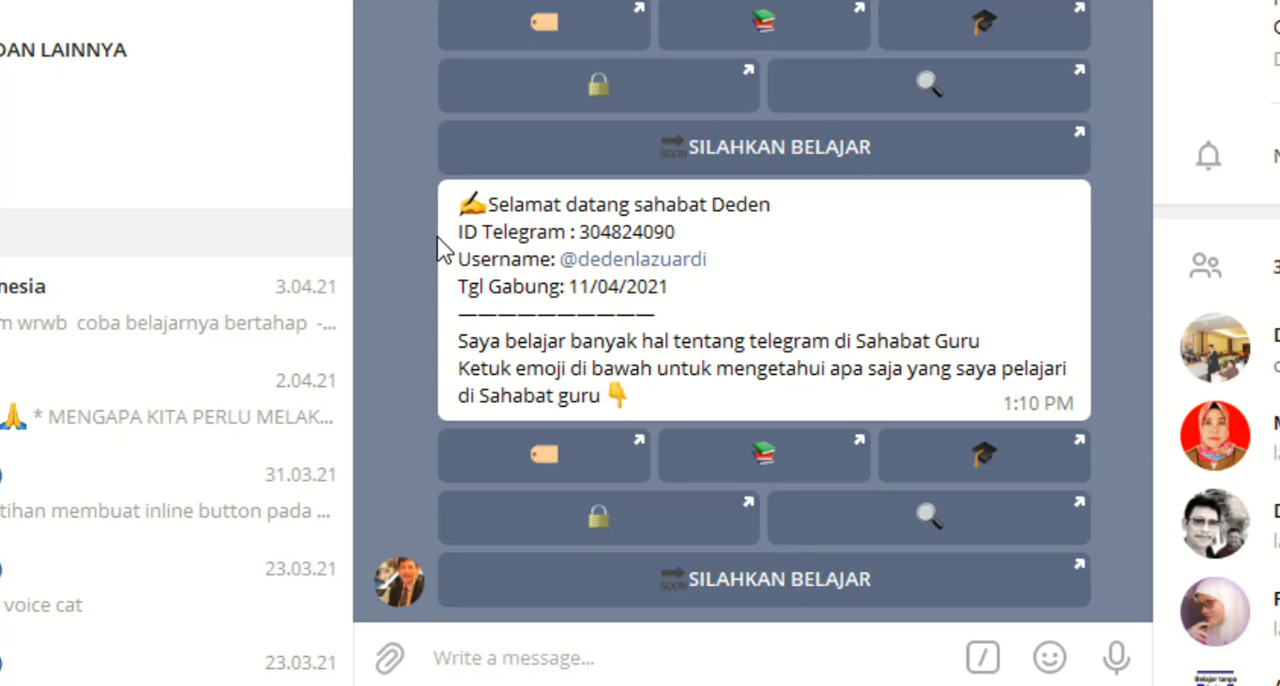 DAN LAINNYA
nesia
3.04.21
m wrwb coba belajarnya bertahap -...
2.04.21
* MENGAPA KITA PERLU MELAK...
31.03.21
tihan membuat inline button pada ...
23.03.21
voice cat
23.03.21
SOON SILAHKAN BELAJAR
Selamat datang sahabat Deden
ID Telegram : 304824090
Username: @dedenlazuardi
Tgl Gabung: 11/04/2021
——————————
Saya belajar banyak hal tentang telegram di Sahabat Guru
Ketuk emoji di bawah untuk mengetahui apa saja yang saya pelajari
di Sahabat guru
1:10 PM
SOON SILAHKAN BELAJAR
Write a message...
Belajar tanpa